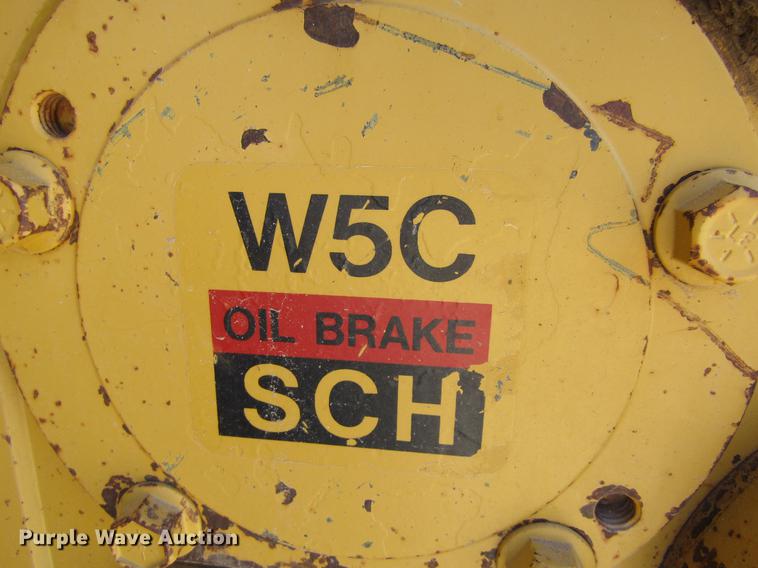 W5C
OIL BRAKE
SCH
Purple Wave Auction